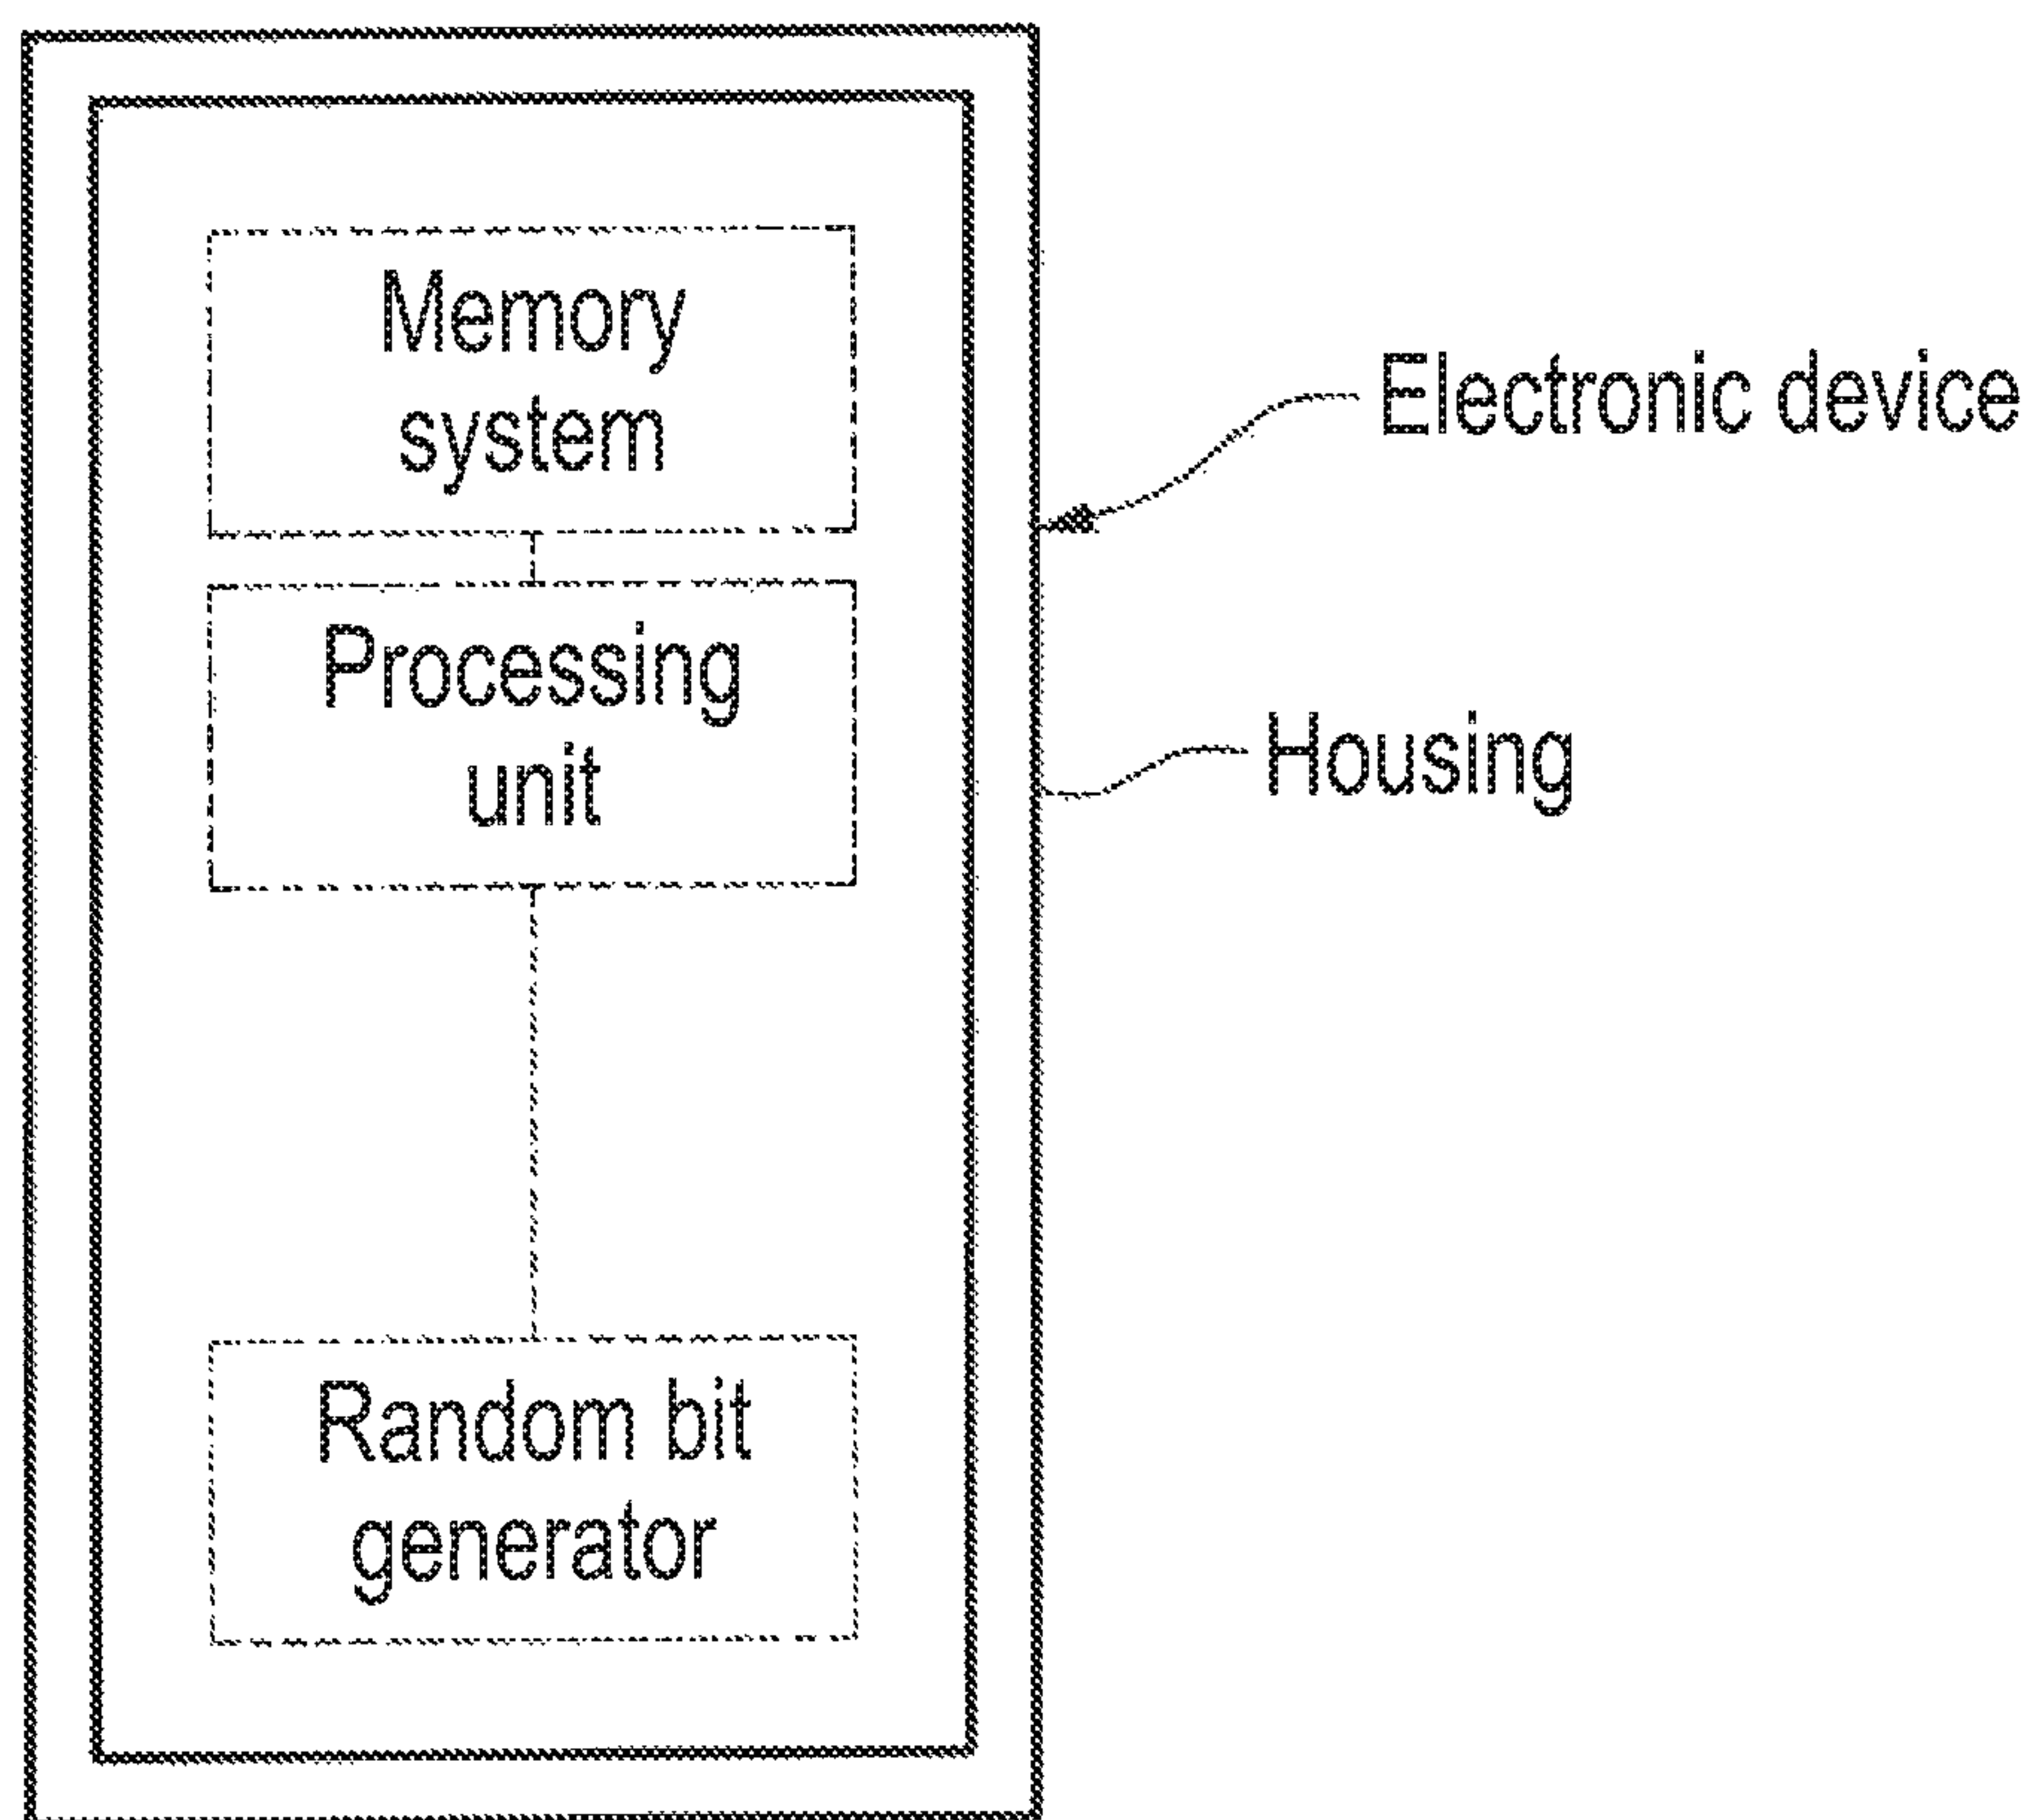 Memory
system
Electronic device
Processing
unit
Housing
Random bit
generator